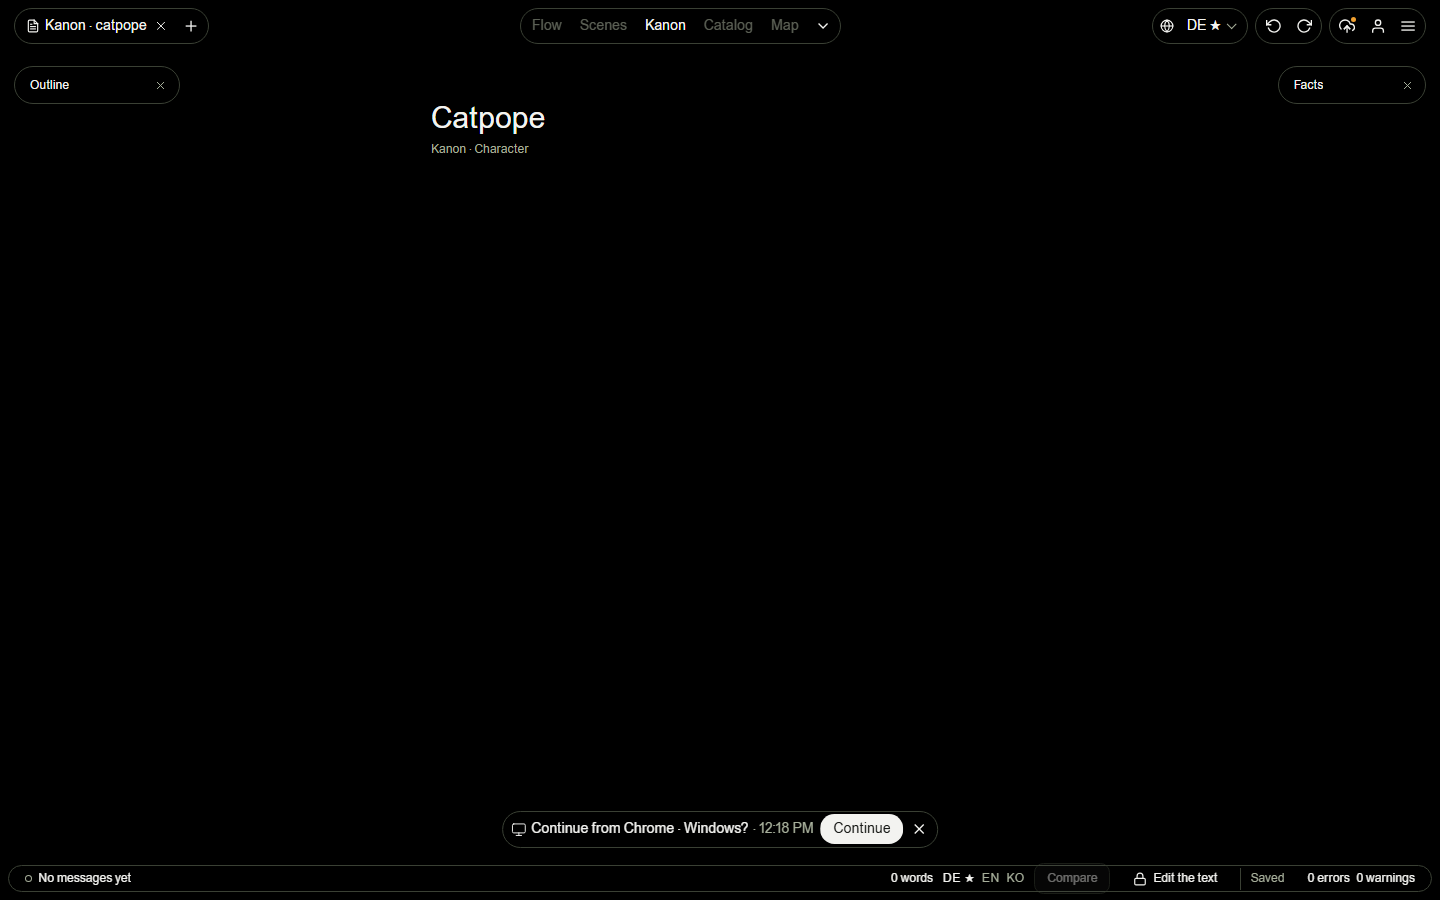 Kanon · catpope
Flow Scenes Kanon Catalog Map
DE ★
Outline
Facts
Catpope
Kanon · Character
Continue from Chrome · Windows? · 12:18 PM Continue
No messages yet
0 words DE ★ EN KO Compare Edit the text Saved 0 errors 0 warnings